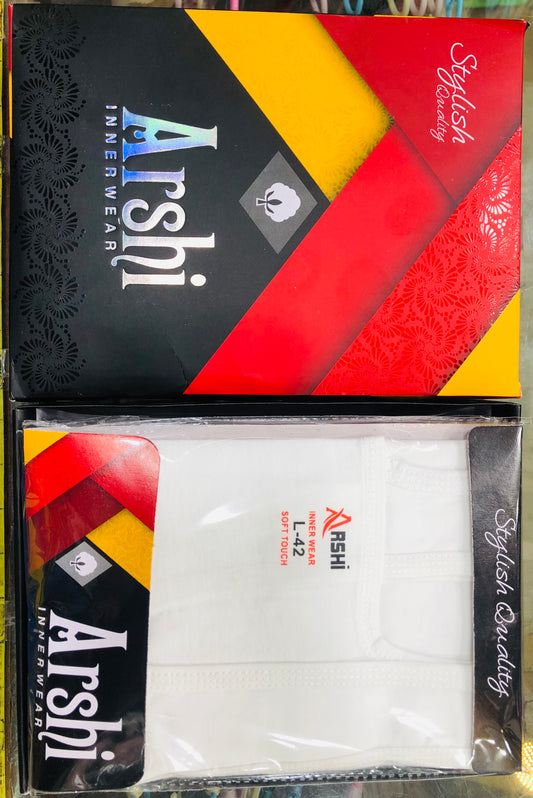 Stylish
Quality
Arshi
INNERWEAR
ARSHi
INNER WEAR
L-42
SOFT TOUCH
Stylish Quality
Arshi
INNERWEAR